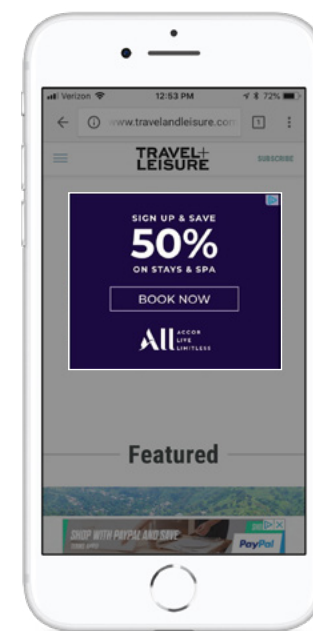 Verizon 12:53 PM 72%
www.travelandleisure.com 1
TRAVEL+
LEISURE
SUBSCRIBE
SIGN UP & SAVE
50%
ON STAYS & SPA
BOOK NOW
All ACCOR
LIVE
LIMITLESS
Featured
SHOP WITH PAYPAL AND SAVE
PayPal